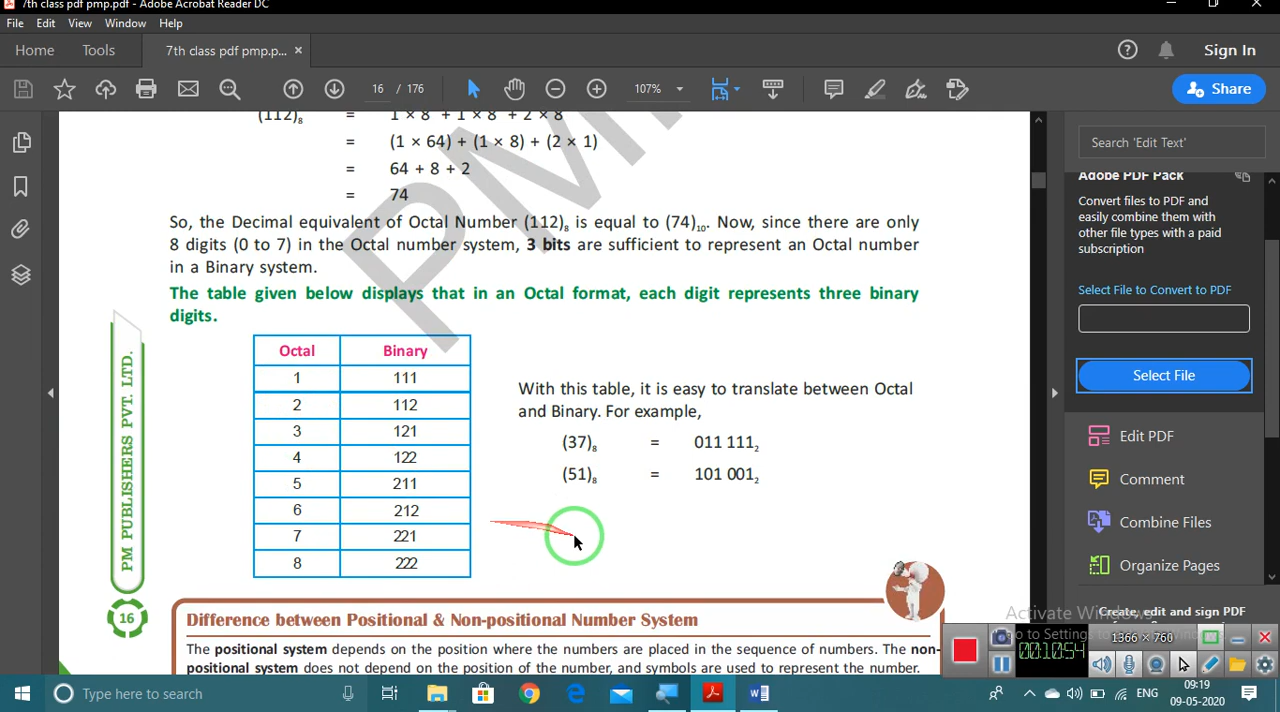 7th class pdf pmp.pdf - Adobe Acrobat Reader DC
File Edit View Window Help
Home Tools 7th class pdf pmp.p... × Sign In
16 / 176 107% Share
(112)₈ = 1 × 8 + 1 × 8 + 2 × 8
= (1 × 64) + (1 × 8) + (2 × 1)
= 64 + 8 + 2
= 74
So, the Decimal equivalent of Octal Number (112)₈ is equal to (74)₁₀. Now, since there are only
8 digits (0 to 7) in the Octal number system, 3 bits are sufficient to represent an Octal number
in a Binary system.
The table given below displays that in an Octal format, each digit represents three binary
digits.
Octal Binary
1 111
2 112
3 121
4 122
5 211
6 212
7 221
8 222
With this table, it is easy to translate between Octal
and Binary. For example,
(37)₈ = 011 111₂
(51)₈ = 101 001₂
PM PUBLISHERS PVT. LTD.
16
Difference between Positional & Non-positional Number System
The positional system depends on the position where the numbers are placed in the sequence of numbers. The non-
positional system does not depend on the position of the number, and symbols are used to represent the number.
PM
Search 'Edit Text'
Adobe PDF Pack
Convert files to PDF and
easily combine them with
other file types with a paid
subscription
Select File to Convert to PDF
Select File
Edit PDF
Comment
Combine Files
Organize Pages
Create, edit and sign PDF
Activate Windows
Go to Settings to
1366 × 760
00:10:54
Type here to search
ENG
09:19
09-05-2020